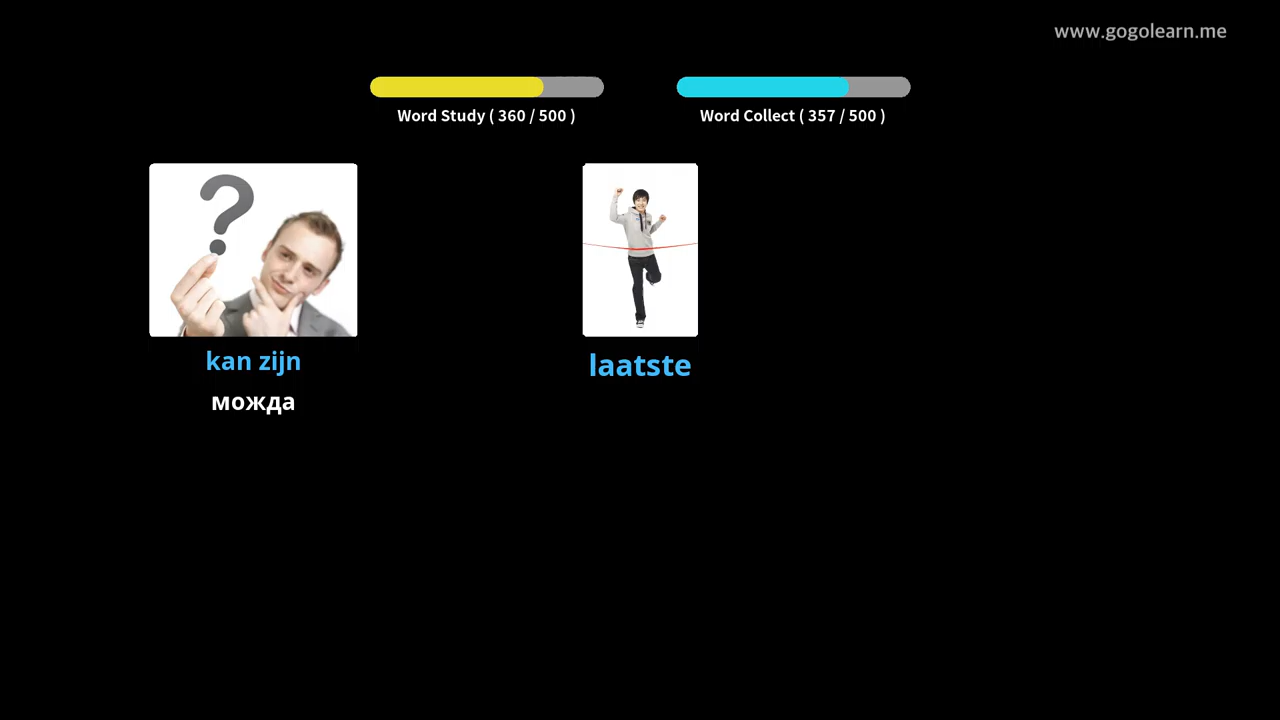 www.gogolearn.me
Word Study ( 360 / 500 )
Word Collect ( 357 / 500 )
?
kan zijn
можда
laatste